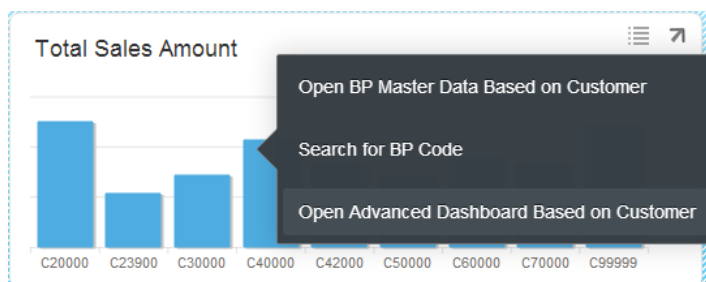 Total Sales Amount
Open BP Master Data Based on Customer
Search for BP Code
Open Advanced Dashboard Based on Customer
C20000 C23900 C30000 C40000 C42000 C50000 C60000 C70000 C99999